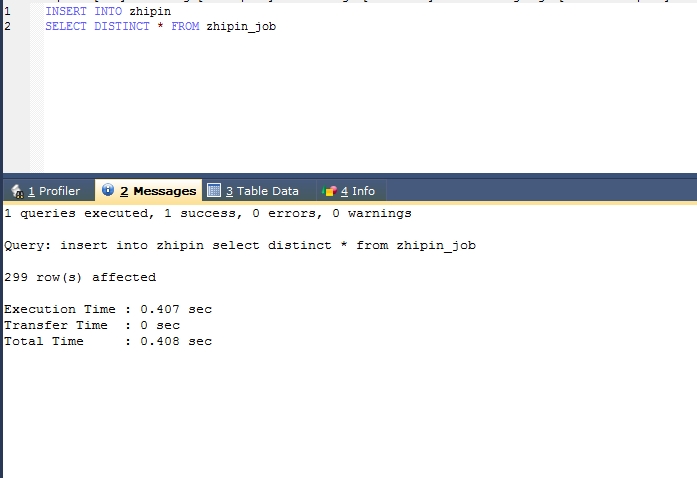 1 INSERT INTO zhipin
2 SELECT DISTINCT * FROM zhipin_job
1 Profiler 2 Messages 3 Table Data 4 Info
1 queries executed, 1 success, 0 errors, 0 warnings
Query: insert into zhipin select distinct * from zhipin_job
299 row(s) affected
Execution Time : 0.407 sec
Transfer Time : 0 sec
Total Time : 0.408 sec